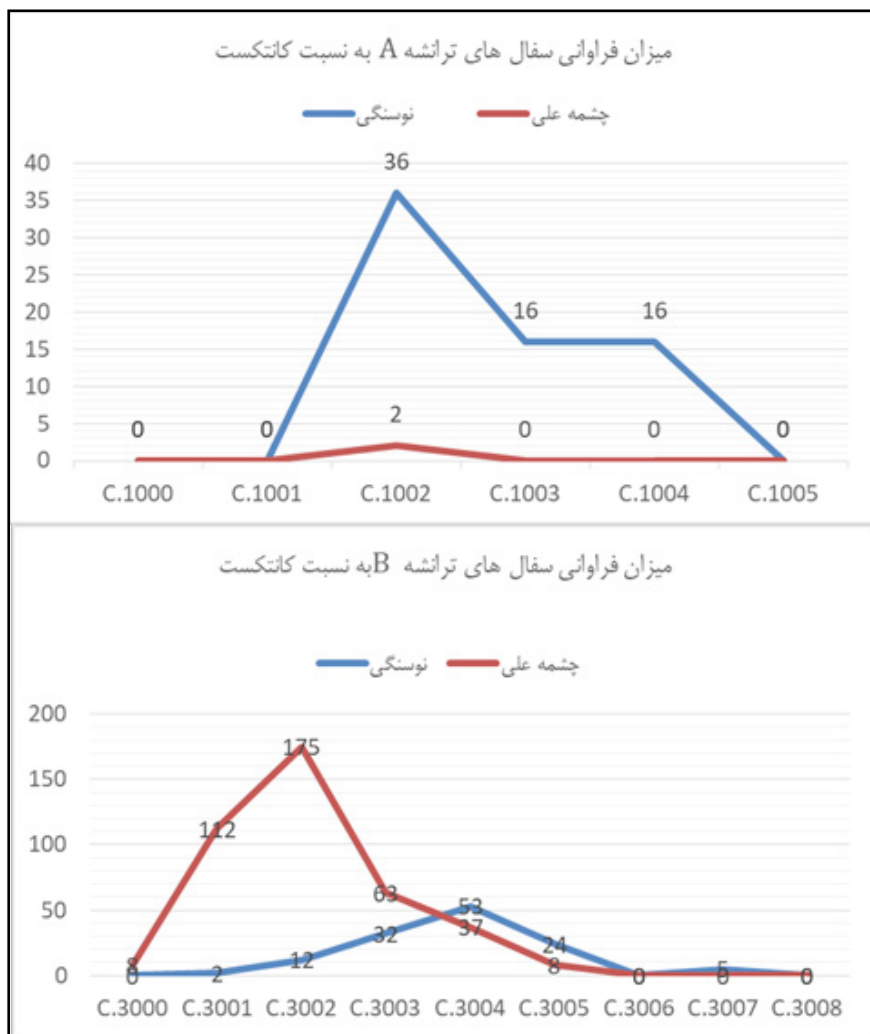 میزان فراوانی سفال های ترانشه A به نسبت کانتکست
نوسنگی چشمه علی
40
35
30
25
20
15
10
5
0
0 0 36 16 16 0
2 0 0
C.1000 C.1001 C.1002 C.1003 C.1004 C.1005
میزان فراوانی سفال های ترانشه B به نسبت کانتکست
نوسنگی چشمه علی
200
150
100
50
0
112 175 63 37 8 0 0 0
0 2 12 32 53 24 0 5 0
C.3000 C.3001 C.3002 C.3003 C.3004 C.3005 C.3006 C.3007 C.3008